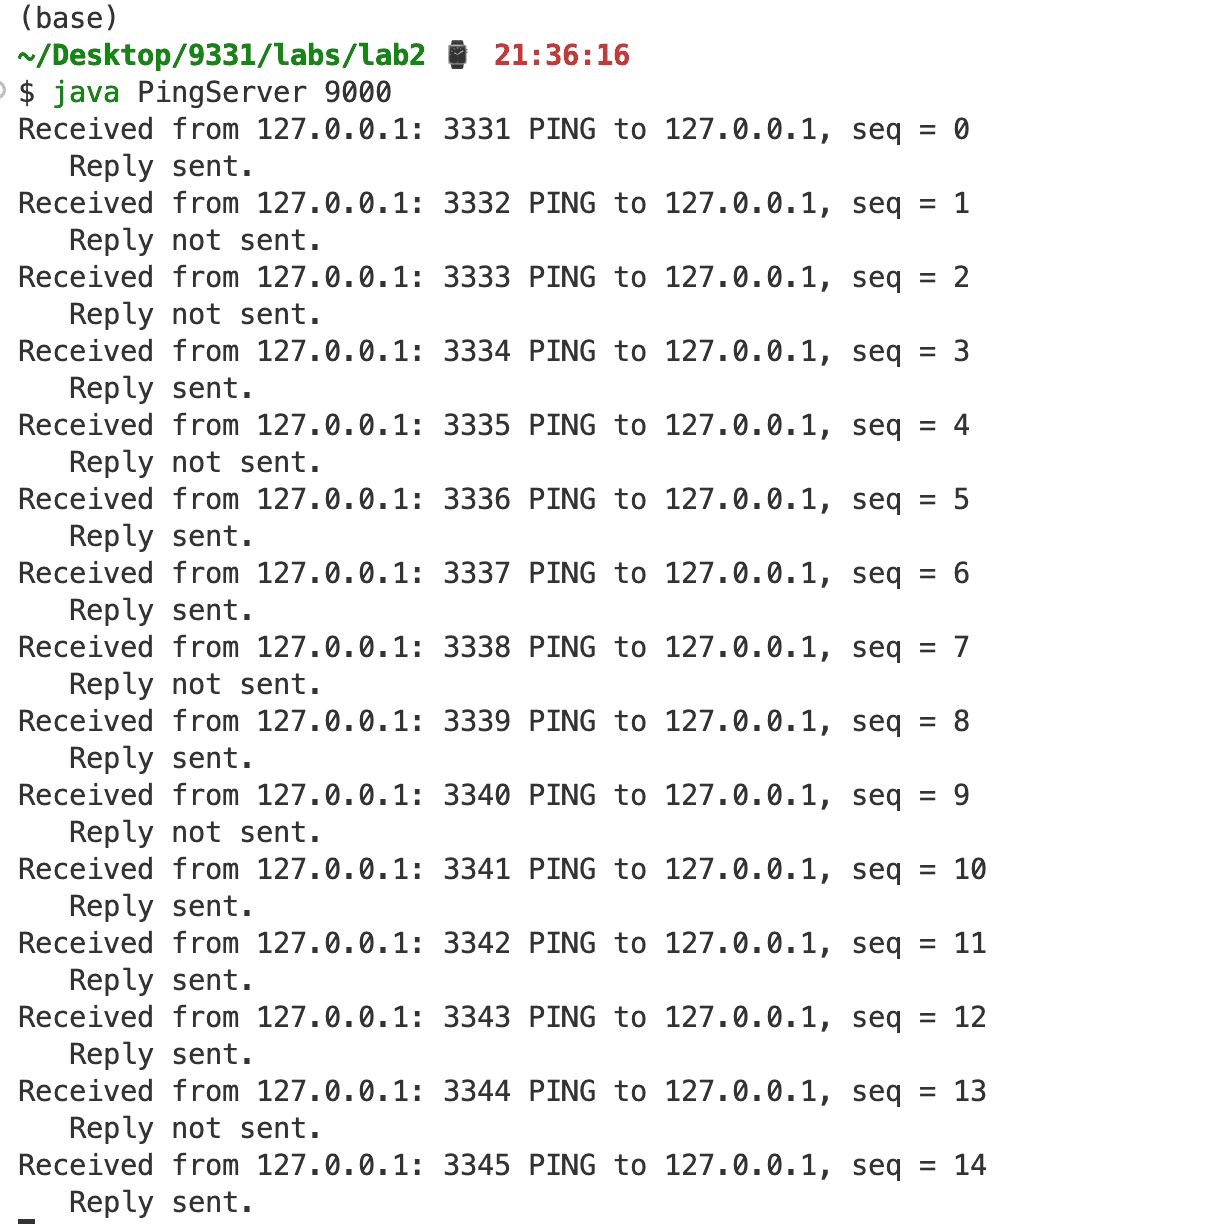 (base)
~/Desktop/9331/labs/lab2 ⌚ 21:36:16
$ java PingServer 9000
Received from 127.0.0.1: 3331 PING to 127.0.0.1, seq = 0
   Reply sent.
Received from 127.0.0.1: 3332 PING to 127.0.0.1, seq = 1
   Reply not sent.
Received from 127.0.0.1: 3333 PING to 127.0.0.1, seq = 2
   Reply not sent.
Received from 127.0.0.1: 3334 PING to 127.0.0.1, seq = 3
   Reply sent.
Received from 127.0.0.1: 3335 PING to 127.0.0.1, seq = 4
   Reply not sent.
Received from 127.0.0.1: 3336 PING to 127.0.0.1, seq = 5
   Reply sent.
Received from 127.0.0.1: 3337 PING to 127.0.0.1, seq = 6
   Reply sent.
Received from 127.0.0.1: 3338 PING to 127.0.0.1, seq = 7
   Reply not sent.
Received from 127.0.0.1: 3339 PING to 127.0.0.1, seq = 8
   Reply sent.
Received from 127.0.0.1: 3340 PING to 127.0.0.1, seq = 9
   Reply not sent.
Received from 127.0.0.1: 3341 PING to 127.0.0.1, seq = 10
   Reply sent.
Received from 127.0.0.1: 3342 PING to 127.0.0.1, seq = 11
   Reply sent.
Received from 127.0.0.1: 3343 PING to 127.0.0.1, seq = 12
   Reply sent.
Received from 127.0.0.1: 3344 PING to 127.0.0.1, seq = 13
   Reply not sent.
Received from 127.0.0.1: 3345 PING to 127.0.0.1, seq = 14
   Reply sent.